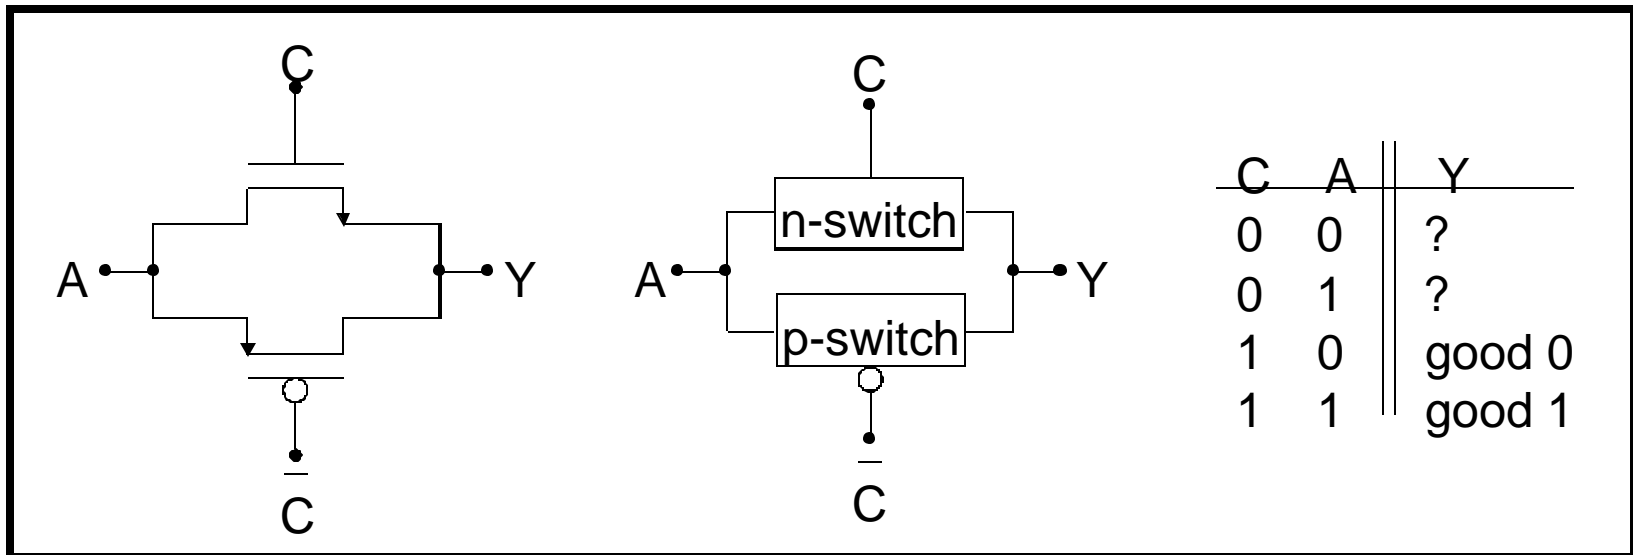 C
A
Y
C̅
C
n-switch
A
Y
p-switch
C̅
C A Y
0 0 ?
0 1 ?
1 0 good 0
1 1 good 1